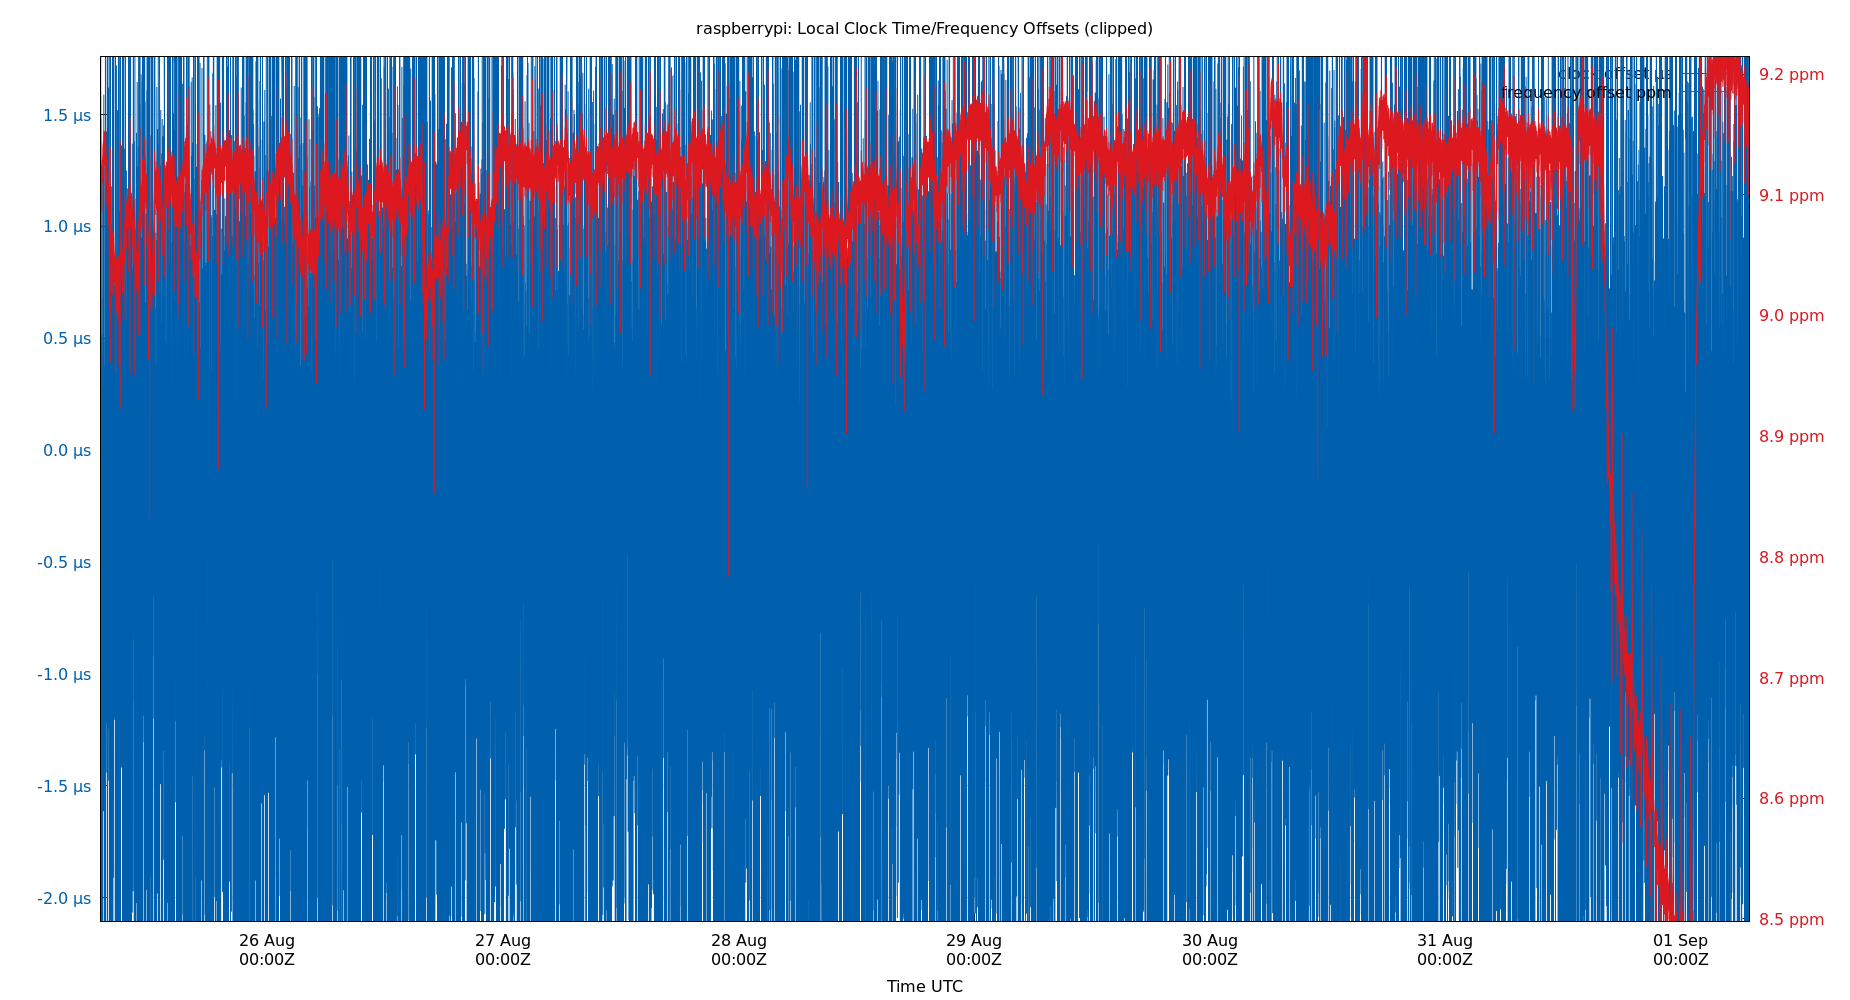 raspberrypi: Local Clock Time/Frequency Offsets (clipped)
clock offset µs
frequency offset ppm
1.5 µs
1.0 µs
0.5 µs
0.0 µs
-0.5 µs
-1.0 µs
-1.5 µs
-2.0 µs
9.2 ppm
9.1 ppm
9.0 ppm
8.9 ppm
8.8 ppm
8.7 ppm
8.6 ppm
8.5 ppm
26 Aug 27 Aug 28 Aug 29 Aug 30 Aug 31 Aug 01 Sep
00:00Z 00:00Z 00:00Z 00:00Z 00:00Z 00:00Z 00:00Z
Time UTC